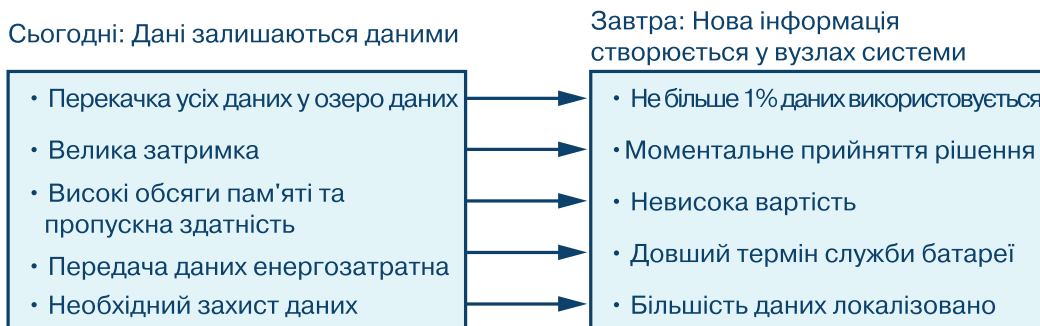 Сьогодні: Дані залишаються даними
• Перекачка усіх даних у озеро даних
• Велика затримка
• Високі обсяги пам'яті та
пропускна здатність
• Передача даних енергозатратна
• Необхідний захист даних
Завтра: Нова інформація
створюється у вузлах системи
• Не більше 1% даних використовується
• Моментальне прийняття рішення
• Невисока вартість
• Довший термін служби батареї
• Більшість даних локалізовано